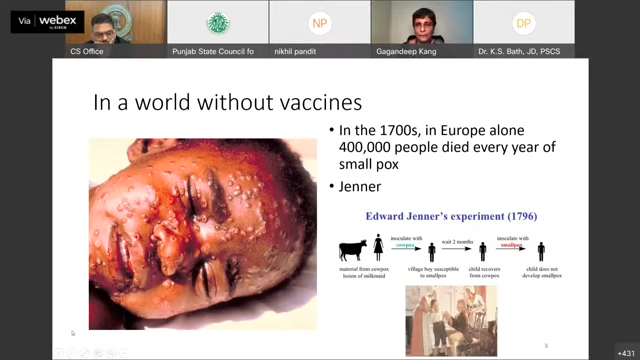 Via webex
by CISCO
NP
DP
CS Office
Punjab State Council fo
nikhil pandit
Gagandeep Kang
Dr. K.S. Bath, JD, PSCS
In a world without vaccines
• In the 1700s, in Europe alone
400,000 people died every year of
small pox
• Jenner
Edward Jenner's experiment (1796)
inoculate with
cowpox
wait 2 months
inoculate with
smallpox
material from cowpox
lesion of milkmaid
village boy susceptible
to smallpox
child recovers
from cowpox
child does not
develop smallpox
3
+431